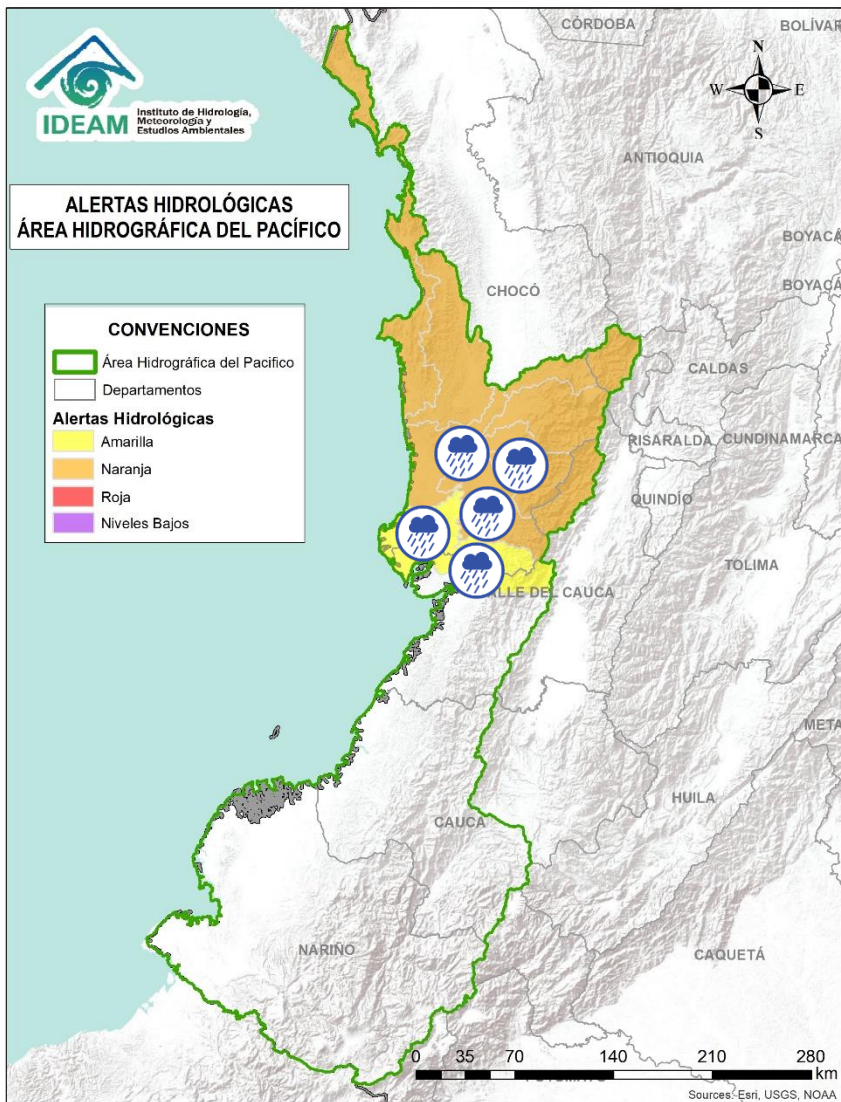 IDEAM
Instituto de Hidrología,
Meteorología y
Estudios Ambientales
ALERTAS HIDROLÓGICAS
ÁREA HIDROGRÁFICA DEL PACÍFICO
CONVENCIONES
Área Hidrográfica del Pacifico
Departamentos
Alertas Hidrológicas
Amarilla
Naranja
Roja
Niveles Bajos
N
W
E
S
CÓRDOBA
BOLÍVAR
ANTIOQUIA
BOYACÁ
CHOCÓ
BOYACÁ
CALDAS
RISARALDA
CUNDINAMARCA
QUINDÍO
TOLIMA
ALLE DEL CAUCA
META
HUILA
CAUCA
NARIÑO
CAQUETÁ
0 35 70 140 210 280
km
Sources: Esri, USGS, NOAA